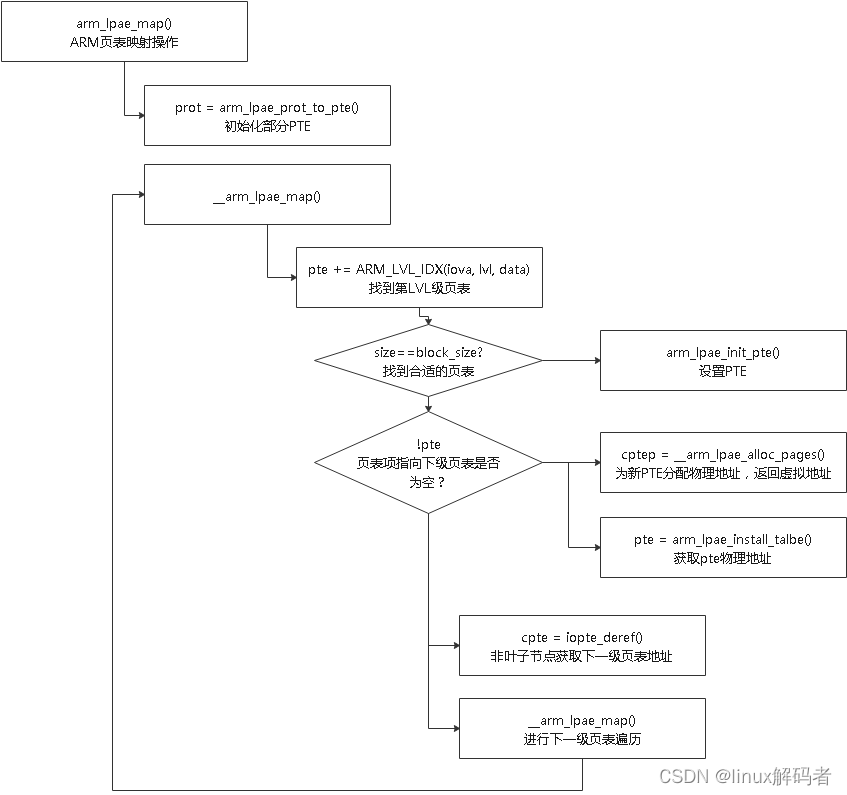 arm_lpae_map()
ARM页表映射操作
prot = arm_lpae_prot_to_pte()
初始化部分PTE
__arm_lpae_map()
pte += ARM_LVL_IDX(iova, lvl, data)
找到第LVL级页表
size==block_size?
找到合适的页表
arm_lpae_init_pte()
设置PTE
!pte
页表项指向下级页表是否
为空？
cptep = __arm_lpae_alloc_pages()
为新PTE分配物理地址，返回虚拟地址
pte = arm_lpae_install_talbe()
获取pte物理地址
cpte = iopte_deref()
非叶子节点获取下一级页表地址
__arm_lpae_map()
进行下一级页表遍历
CSDN @linux解码者